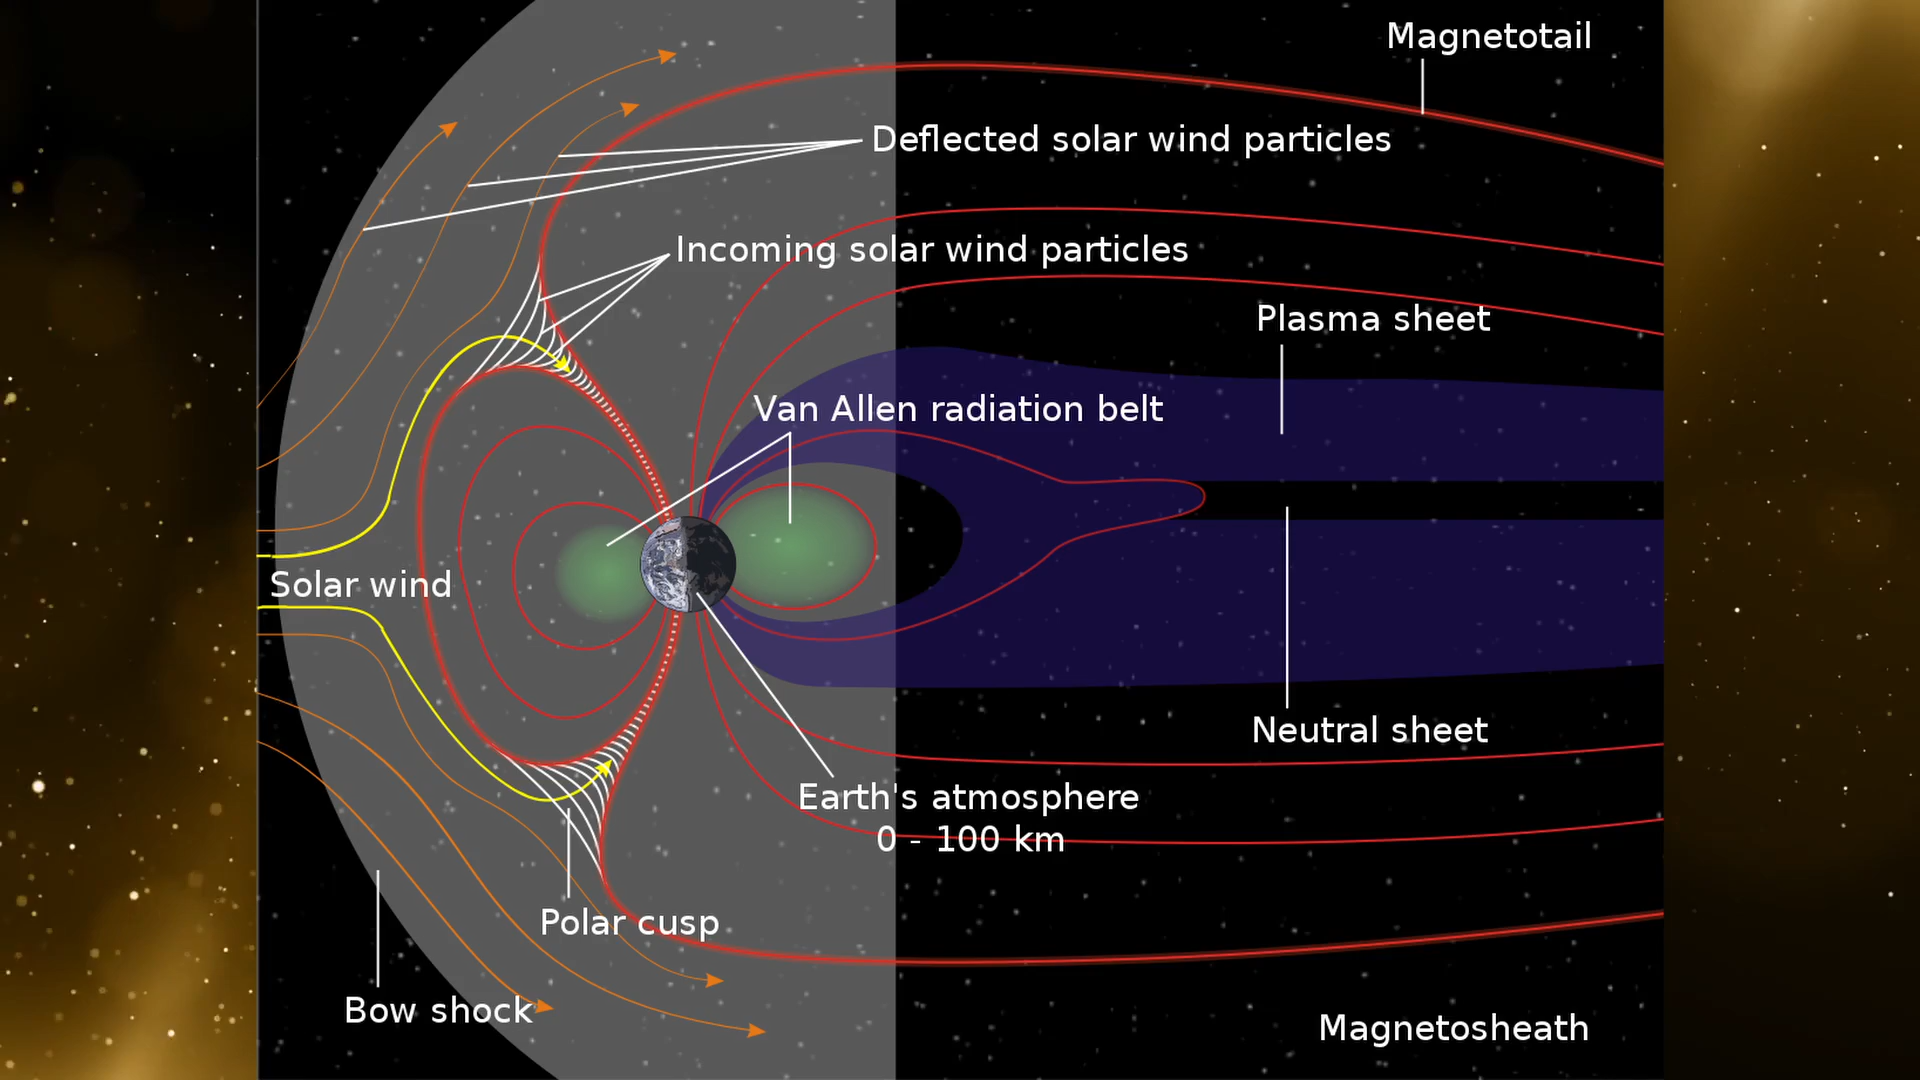 Magnetotail
Deflected solar wind particles
Incoming solar wind particles
Plasma sheet
Van Allen radiation belt
Solar wind
Neutral sheet
Earth's atmosphere
0 - 100 km
Polar cusp
Bow shock
Magnetosheath